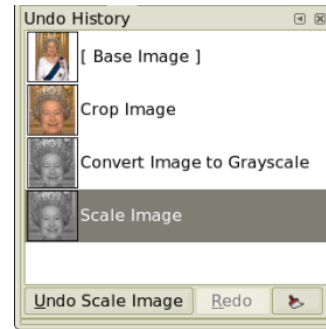 Undo History
[ Base Image ]
Crop Image
Convert Image to Grayscale
Scale Image
Undo Scale Image Redo